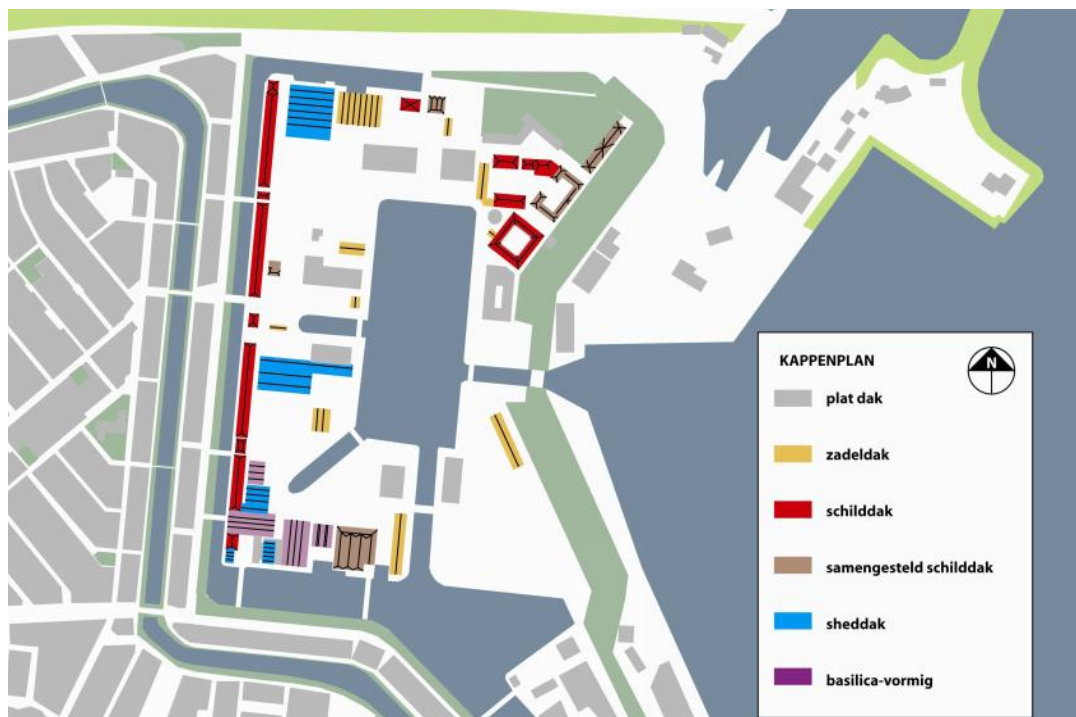 KAPPENPLAN
N
plat dak
zadeldak
schilddak
samengesteld schilddak
sheddak
basilica-vormig